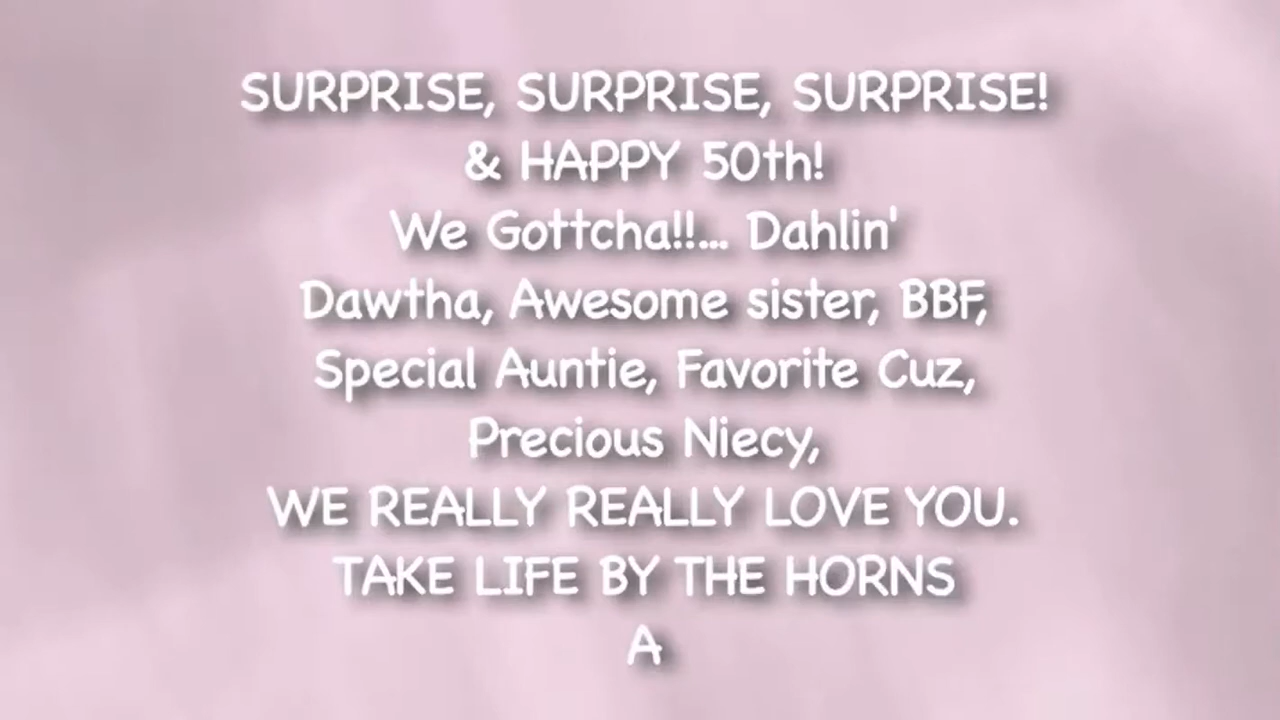 SURPRISE, SURPRISE, SURPRISE!
& HAPPY 50th!
We Gottcha!!... Dahlin'
Dawtha, Awesome sister, BBF,
Special Auntie, Favorite Cuz,
Precious Niecy,
WE REALLY REALLY LOVE YOU.
TAKE LIFE BY THE HORNS
A